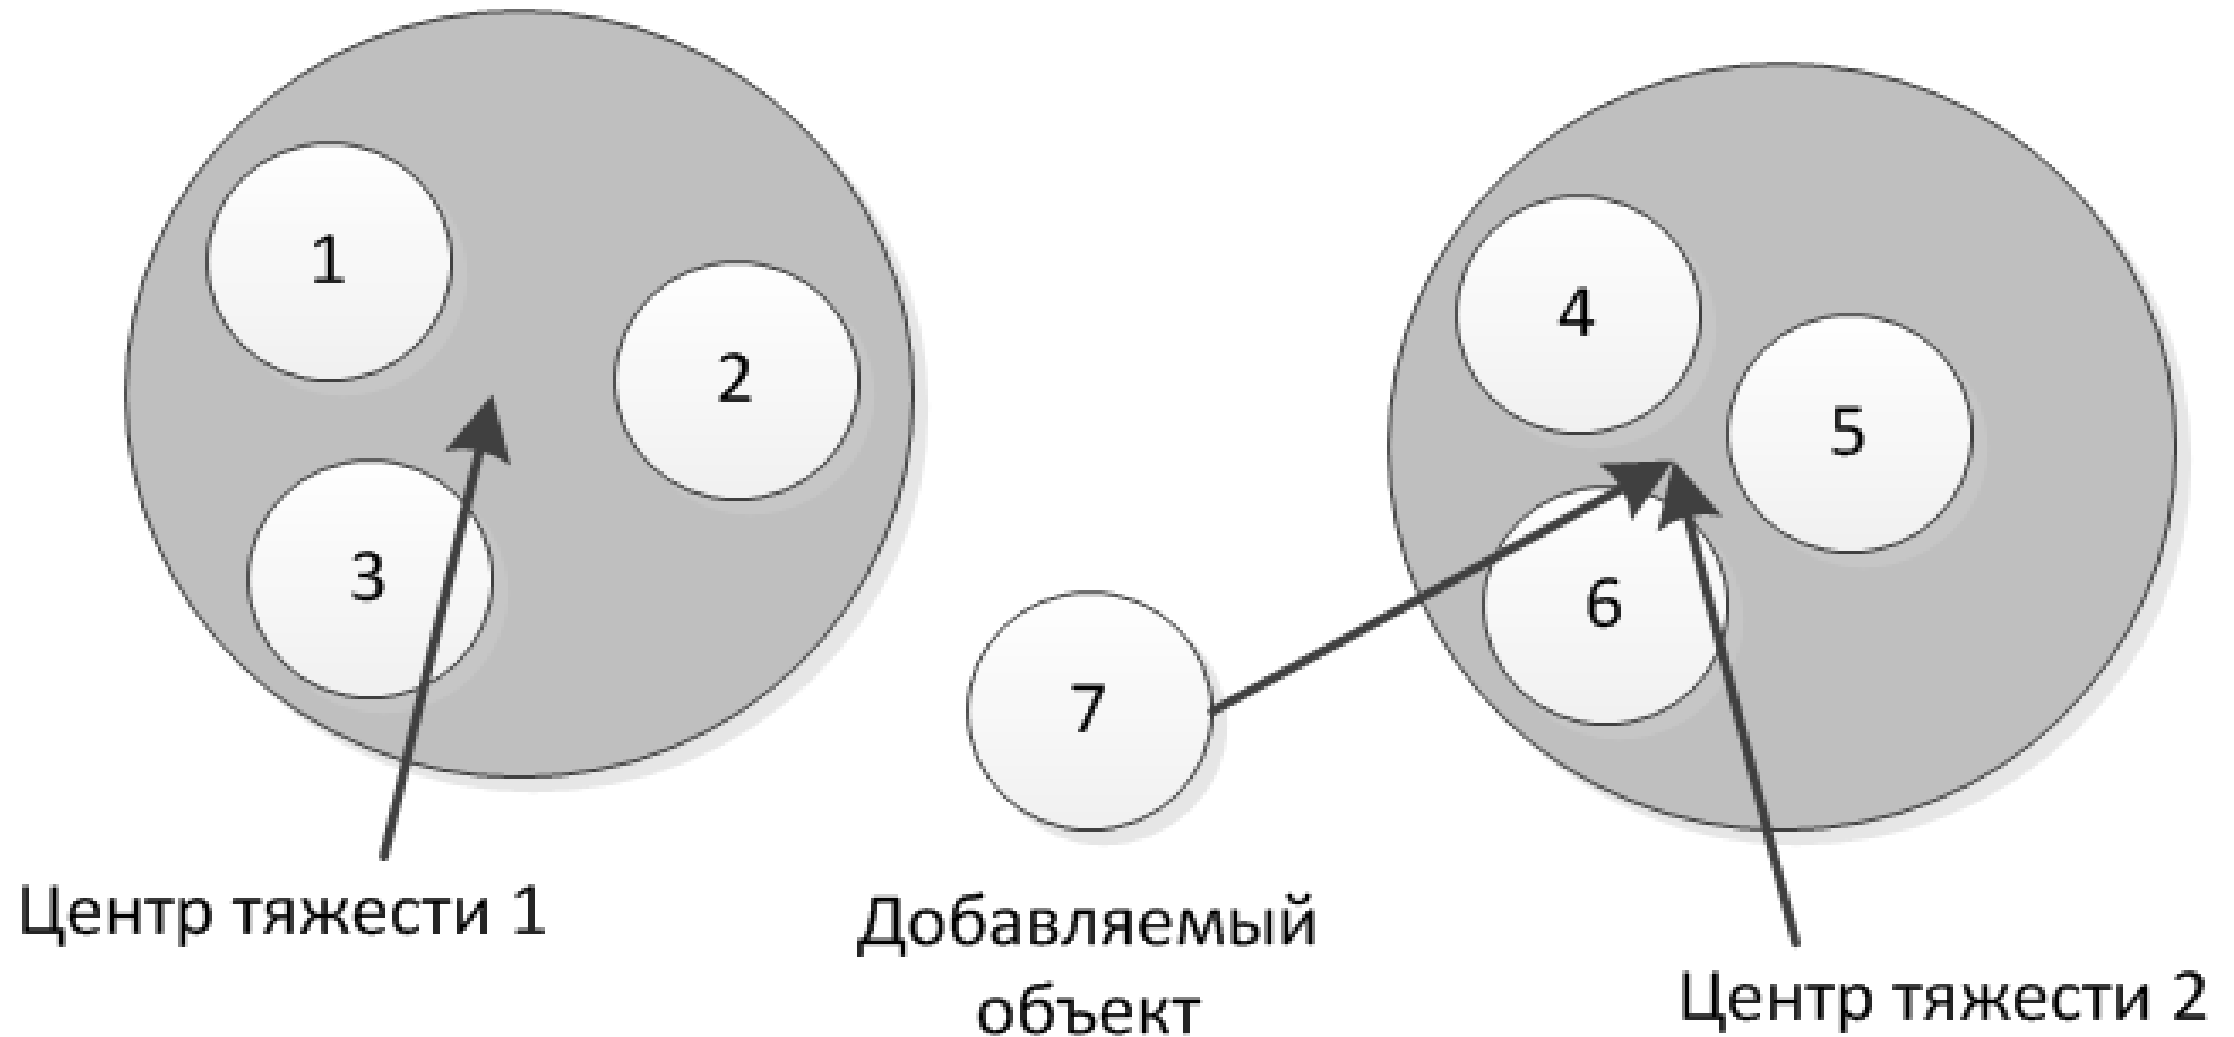 1
2
3
4
5
6
7
Центр тяжести 1
Добавляемый
объект
Центр тяжести 2